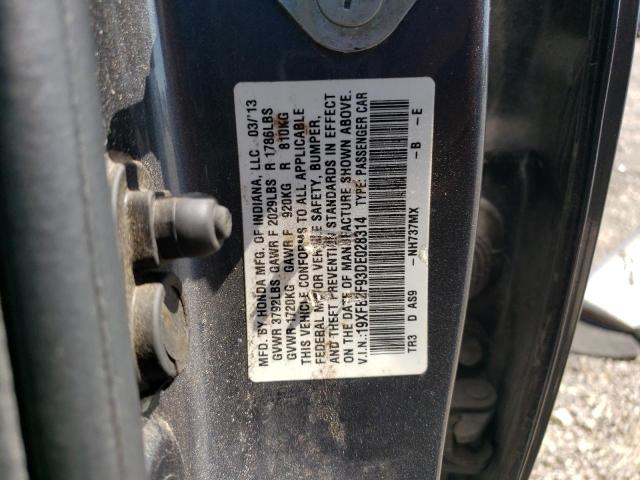 MFD. BY HONDA MFG. OF INDIANA, LLC. 03/'13
GVWR 3792LBS GAWR F 2029LBS R 1786LBS
GVWR 1720KG GAWR F 920KG R 810KG
THIS VEHICLE CONFORMS TO ALL APPLICABLE
FEDERAL MOTOR VEHICLE SAFETY, BUMPER,
AND THEFT PREVENTION STANDARDS IN EFFECT
ON THE DATE OF MANUFACTURE SHOWN ABOVE.
V.I.N.:19XFB2F93DE028314 TYPE: PASSENGER CAR
TR3 D AS9 - NH737MX - B - E